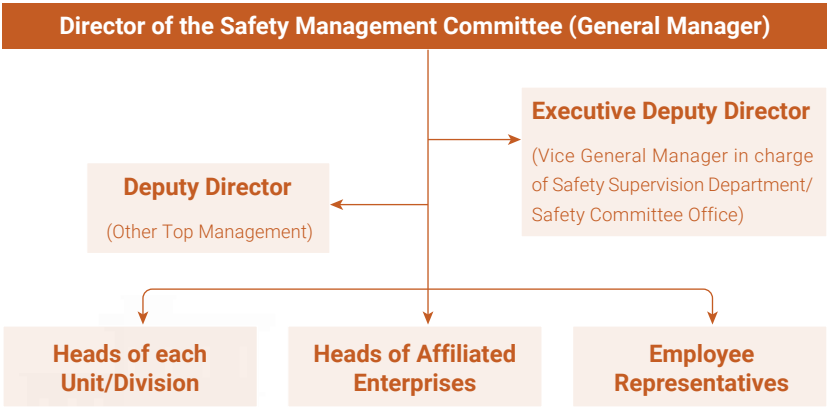 Director of the Safety Management Committee (General Manager)
Executive Deputy Director
(Vice General Manager in charge
of Safety Supervision Department/
Safety Committee Office)
Deputy Director
(Other Top Management)
Heads of each
Unit/Division
Heads of Affiliated
Enterprises
Employee
Representatives